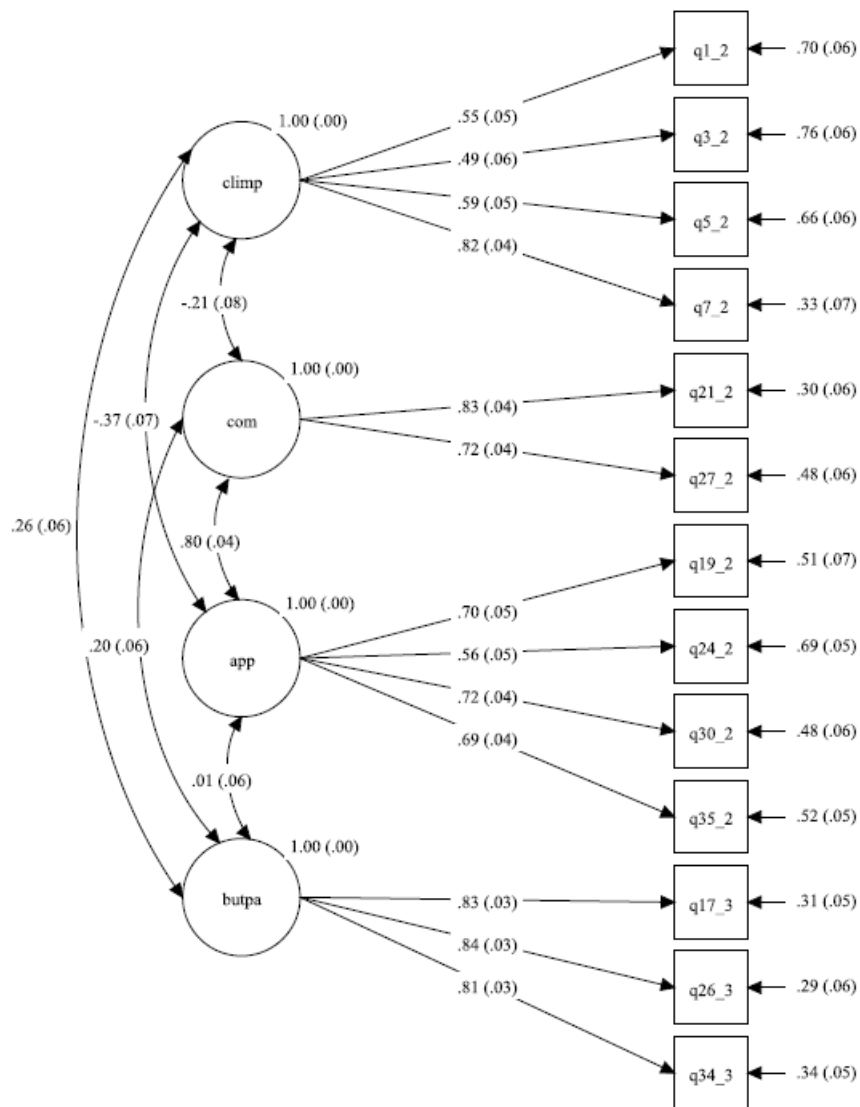 q1_2
.70 (.06)
1.00 (.00)
.55 (.05)
q3_2
.76 (.06)
.49 (.06)
climp
.59 (.05)
q5_2
.66 (.06)
.82 (.04)
q7_2
.33 (.07)
-.21 (.08)
1.00 (.00)
q21_2
.30 (.06)
.83 (.04)
-.37 (.07)
com
.72 (.04)
q27_2
.48 (.06)
.26 (.06)
.80 (.04)
q19_2
.51 (.07)
1.00 (.00)
.70 (.05)
.20 (.06)
.56 (.05)
q24_2
.69 (.05)
app
.72 (.04)
q30_2
.48 (.06)
.69 (.04)
.01 (.06)
q35_2
.52 (.05)
1.00 (.00)
butpa
.83 (.03)
q17_3
.31 (.05)
.84 (.03)
.81 (.03)
q26_3
.29 (.06)
q34_3
.34 (.05)